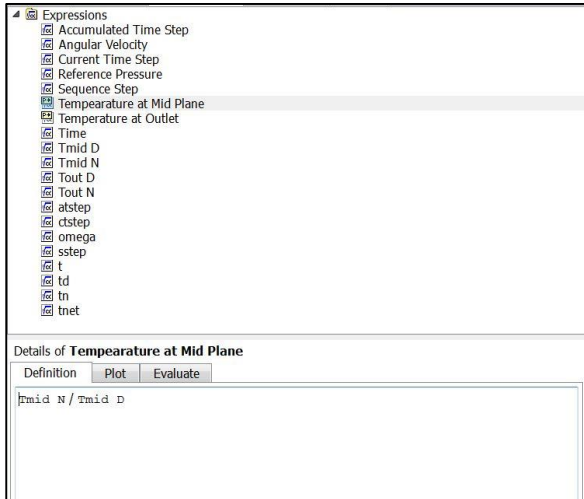 Expressions
Accumulated Time Step
Angular Velocity
Current Time Step
Reference Pressure
Sequence Step
Tempearature at Mid Plane
Temperature at Outlet
Time
Tmid D
Tmid N
Tout D
Tout N
atstep
ctstep
omega
sstep
t
td
tn
tnet
Details of Tempearature at Mid Plane
Definition Plot Evaluate
Tmid N / Tmid D